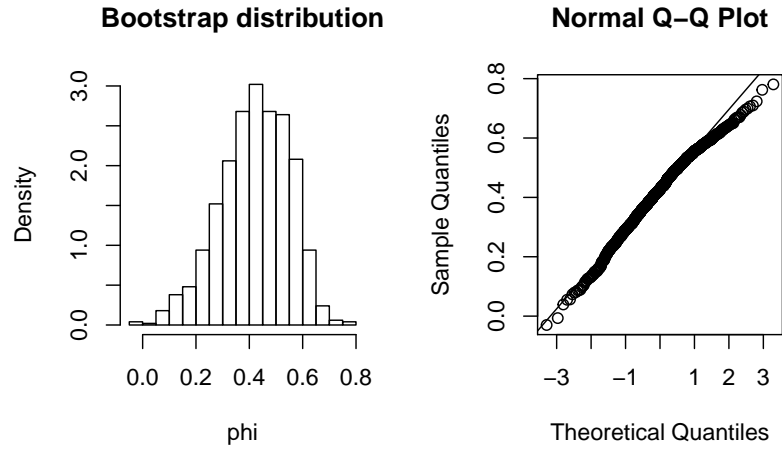 Bootstrap distribution
Density
0.0
1.0
2.0
3.0
0.0 0.2 0.4 0.6 0.8
phi
Normal Q−Q Plot
Sample Quantiles
0.0
0.2
0.4
0.6
0.8
−3 −1 1 2 3
Theoretical Quantiles